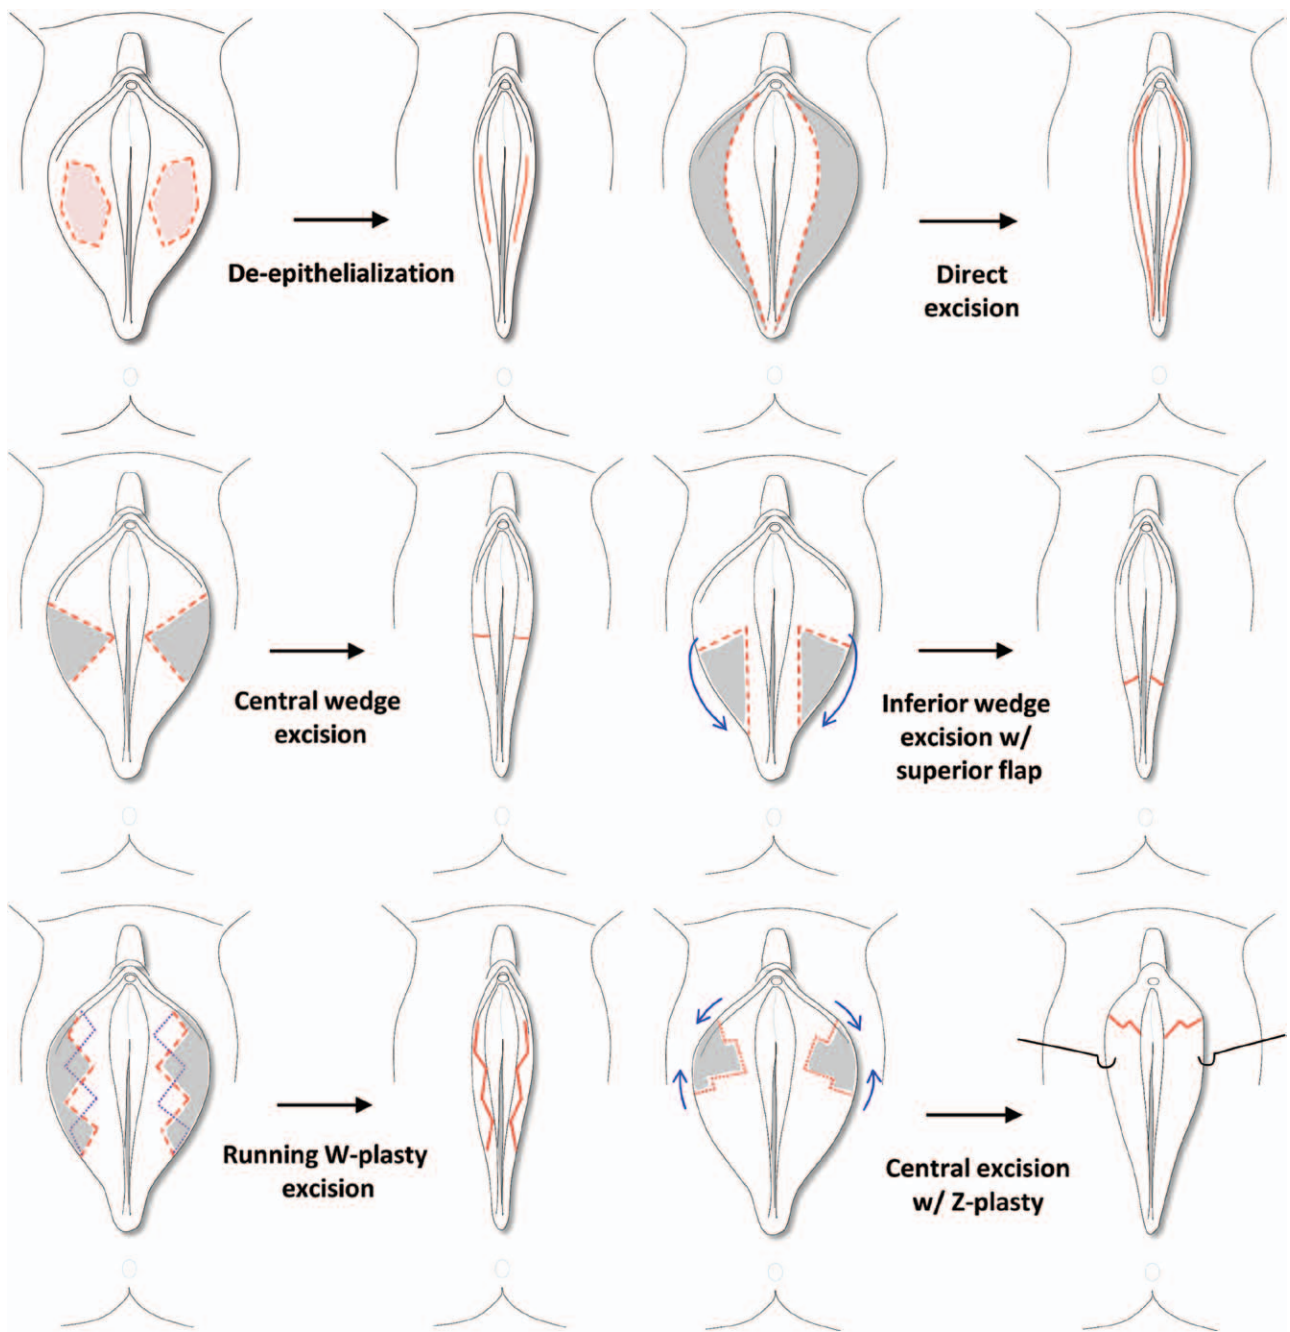 De-epithelialization
Direct
excision
Central wedge
excision
Inferior wedge
excision w/
superior flap
Running W-plasty
excision
Central excision
w/ Z-plasty